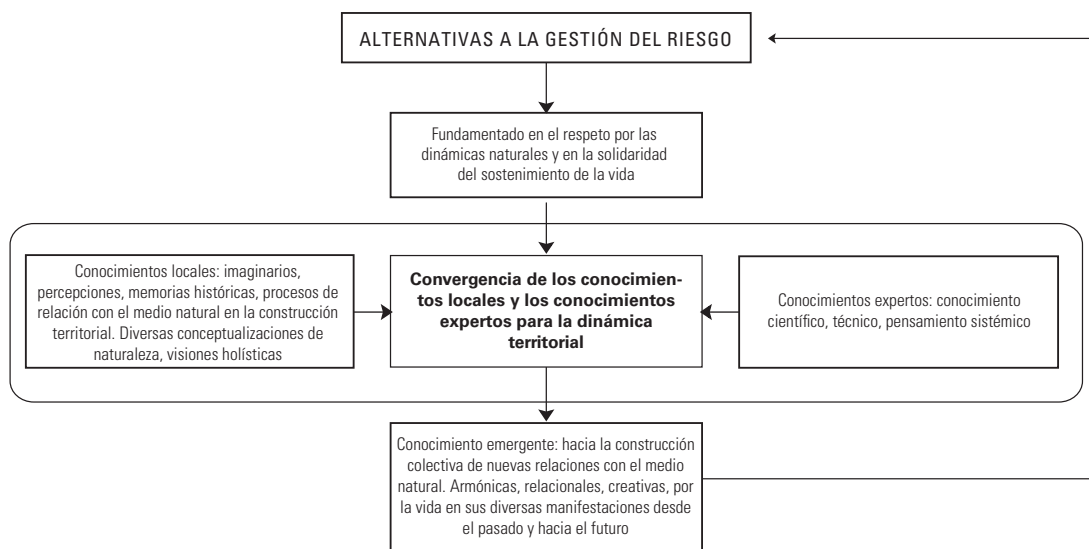 ALTERNATIVAS A LA GESTIÓN DEL RIESGO
Fundamentado en el respeto por las
dinámicas naturales y en la solidaridad
del sostenimiento de la vida
Conocimientos locales: imaginarios,
percepciones, memorias históricas, procesos de
relación con el medio natural en la construcción
territorial. Diversas conceptualizaciones de
naturaleza, visiones holísticas
Convergencia de los conocimien-
tos locales y los conocimientos
expertos para la dinámica
territorial
Conocimientos expertos: conocimiento
científico, técnico, pensamiento sistémico
Conocimiento emergente: hacia la construcción
colectiva de nuevas relaciones con el medio
natural. Armónicas, relacionales, creativas, por
la vida en sus diversas manifestaciones desde
el pasado y hacia el futuro